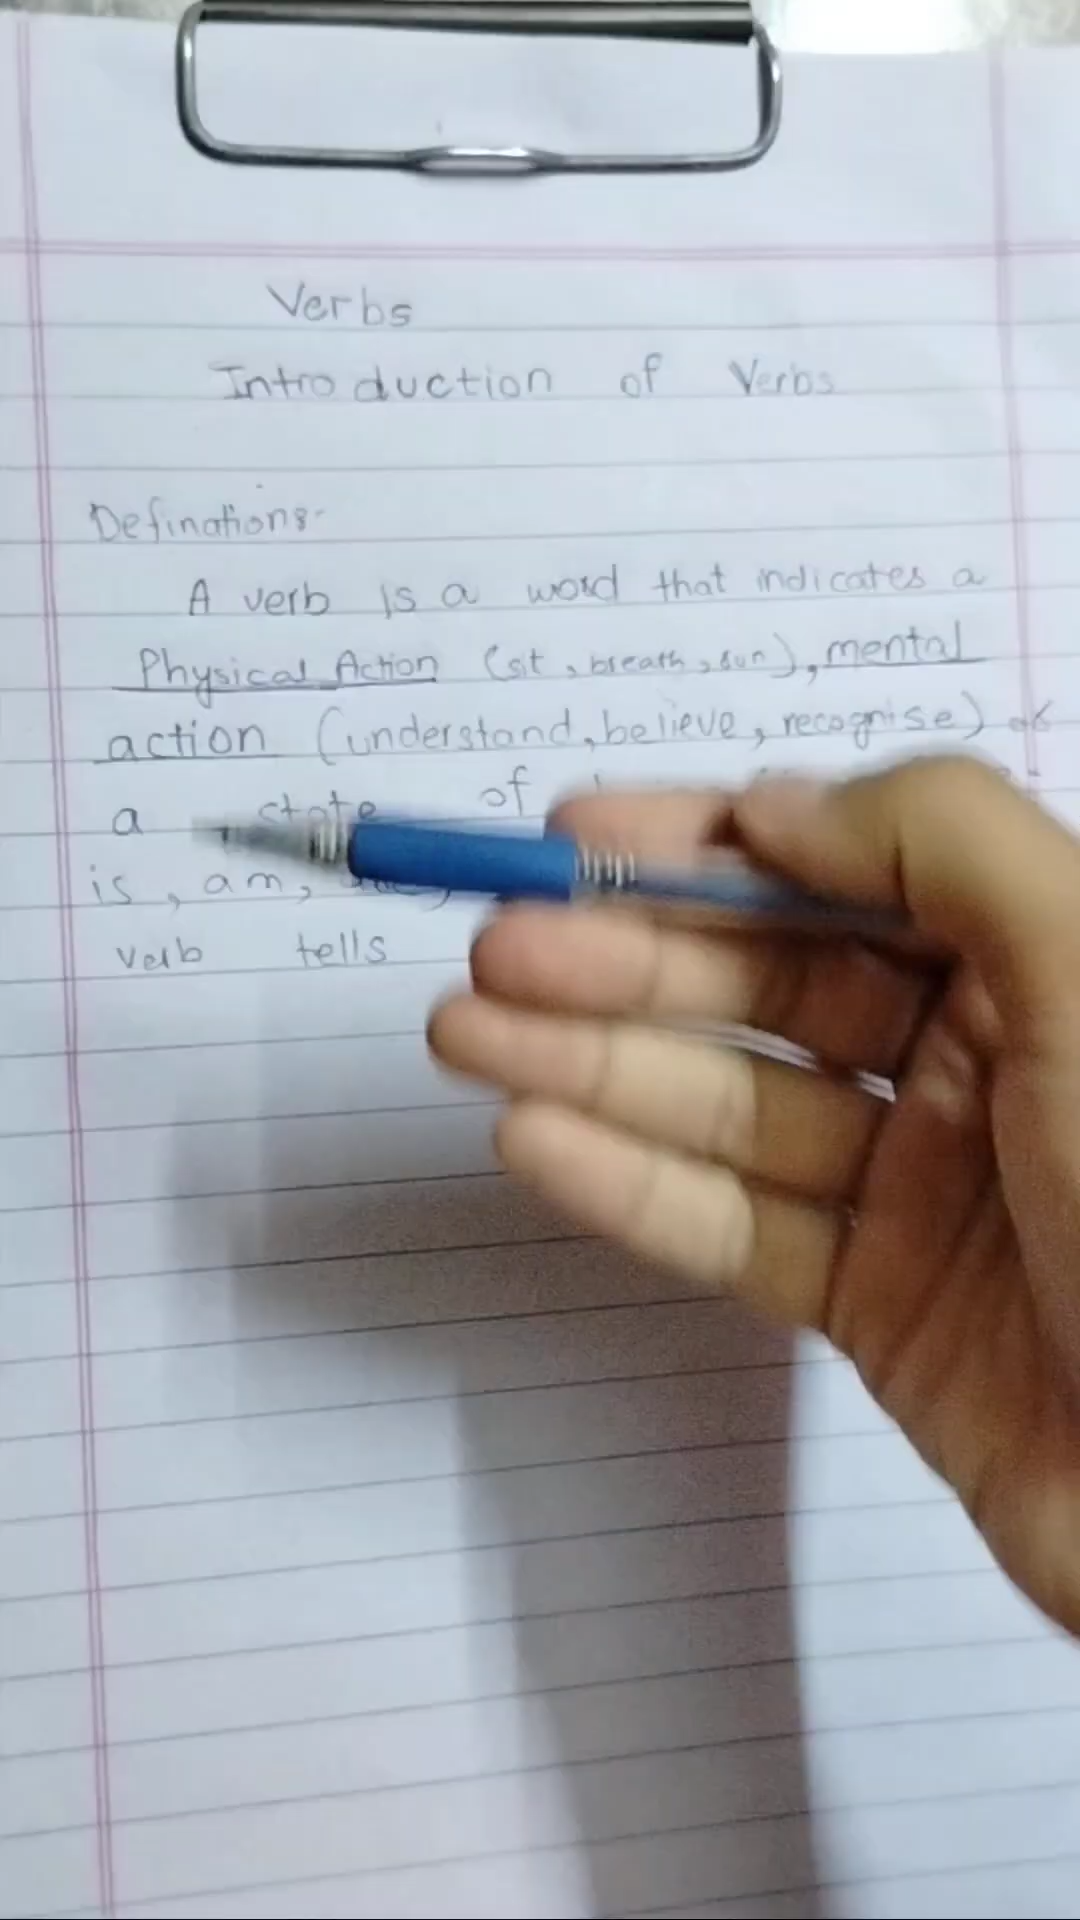 Verbs
Introduction of Verbs
Definations:-
A verb is a word that indicates a
Physical Action (sit, breath, run), mental
action (understand, believe, recognise) or
a state of
is, am,
verb tells